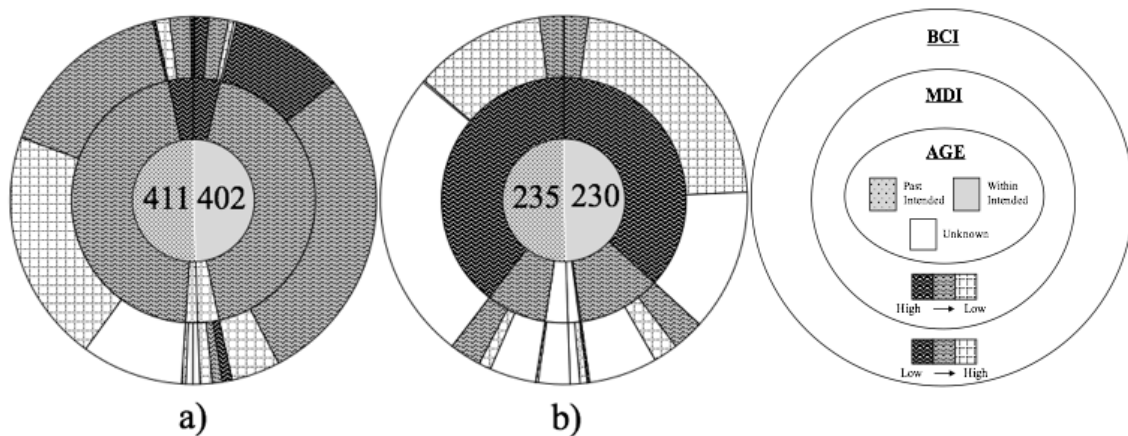 411 402
a)
235 230
b)
BCI
MDI
AGE
Past
Intended
Within
Intended
Unknown
High → Low
Low → High